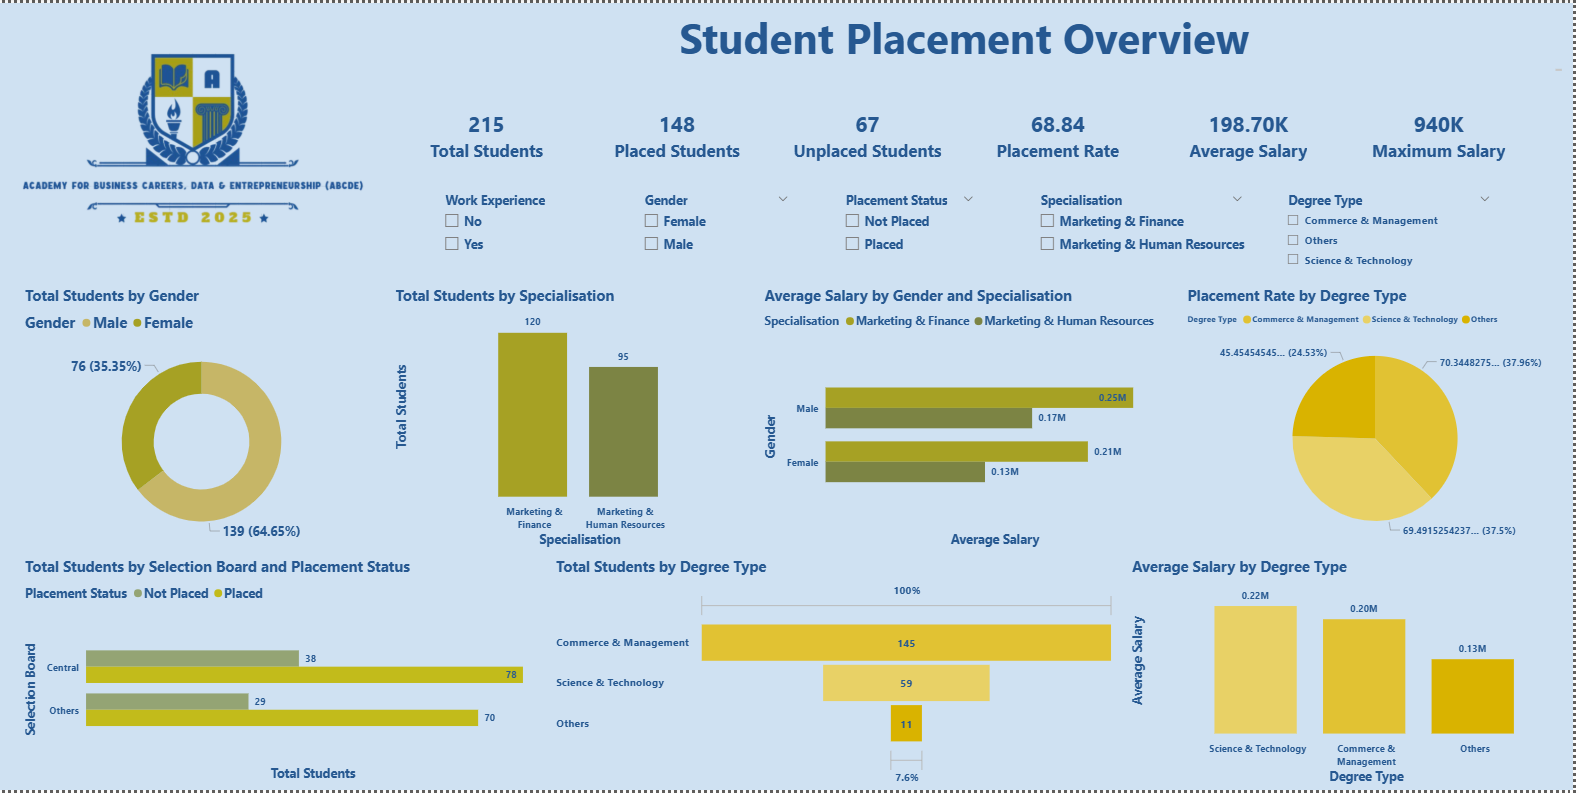 Student Placement Overview
A
ACADEMY FOR BUSINESS CAREERS, DATA & ENTREPRENEURSHIP (ABCDE)
ESTD 2025
215
Total Students
148
Placed Students
67
Unplaced Students
68.84
Placement Rate
198.70K
Average Salary
940K
Maximum Salary
Work Experience
No
Yes
Gender
Female
Male
Placement Status
Not Placed
Placed
Specialisation
Marketing & Finance
Marketing & Human Resources
Degree Type
Commerce & Management
Others
Science & Technology
Total Students by Gender
Gender Male Female
76 (35.35%)
139 (64.65%)
Total Students by Specialisation
Total Students
120
95
Marketing &
Finance
Marketing &
Human Resources
Specialisation
Average Salary by Gender and Specialisation
Specialisation Marketing & Finance Marketing & Human Resources
Gender
Male
0.25M
0.17M
Female
0.21M
0.13M
Average Salary
Placement Rate by Degree Type
Degree Type Commerce & Management Science & Technology Others
45.45454545... (24.53%)
70.3448275... (37.96%)
69.4915254237... (37.5%)
Total Students by Selection Board and Placement Status
Placement Status Not Placed Placed
Selection Board
Central
38
78
Others
29
70
Total Students
Total Students by Degree Type
100%
Commerce & Management
145
Science & Technology
59
Others
11
7.6%
Average Salary by Degree Type
Average Salary
0.22M
0.20M
0.13M
Science & Technology
Commerce &
Management
Others
Degree Type